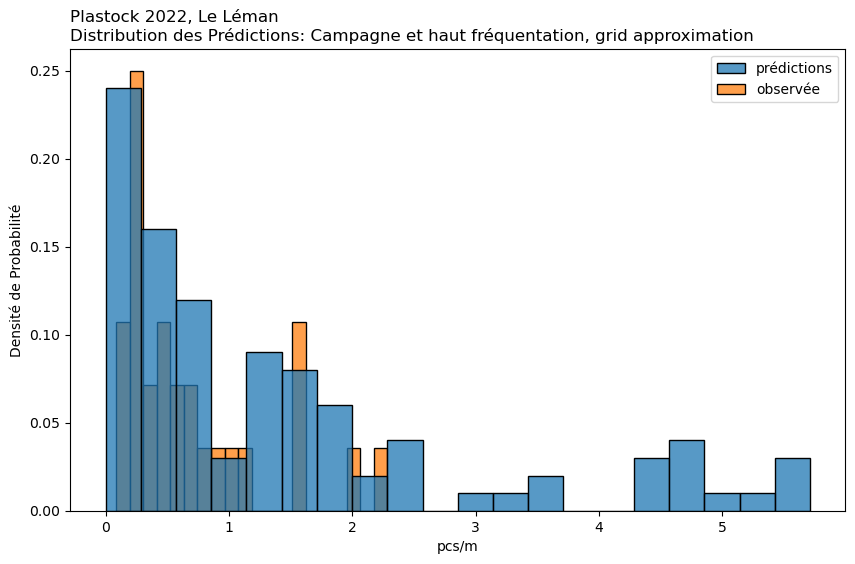 Plastock 2022, Le Léman
Distribution des Prédictions: Campagne et haut fréquentation, grid approximation
prédictions
observée
Densité de Probabilité
0.25
0.20
0.15
0.10
0.05
0.00
0 1 2 3 4 5
pcs/m